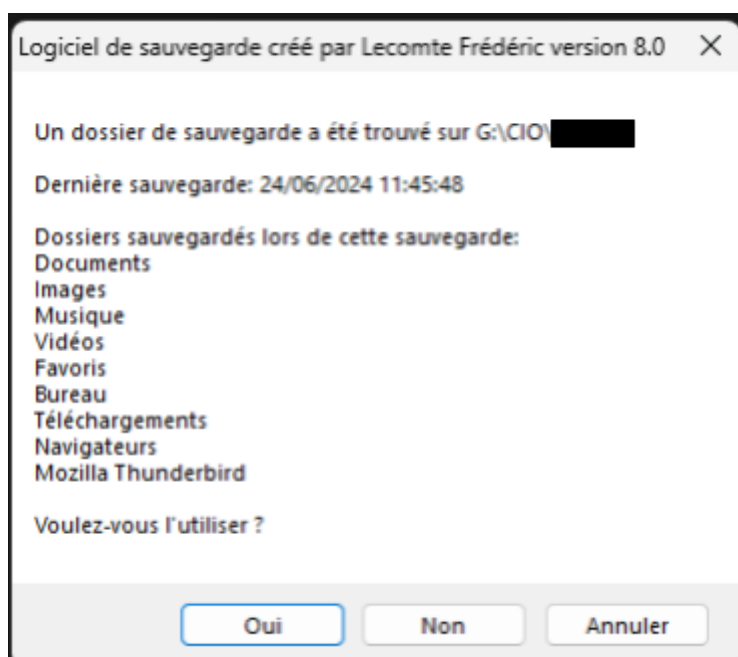 Logiciel de sauvegarde créé par Lecomte Frédéric version 8.0
Un dossier de sauvegarde a été trouvé sur G:\CIO\
Dernière sauvegarde: 24/06/2024 11:45:48
Dossiers sauvegardés lors de cette sauvegarde:
Documents
Images
Musique
Vidéos
Favoris
Bureau
Téléchargements
Navigateurs
Mozilla Thunderbird
Voulez-vous l'utiliser ?
Oui
Non
Annuler